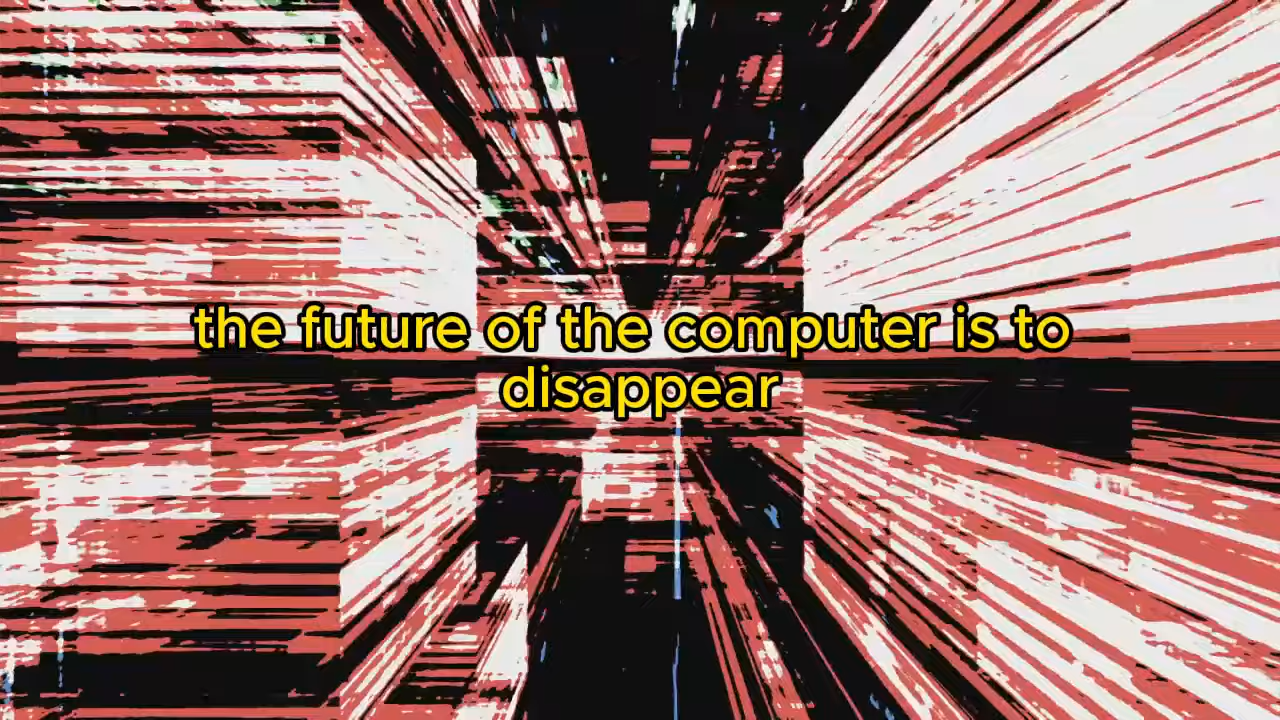 the future of the computer is to
disappear